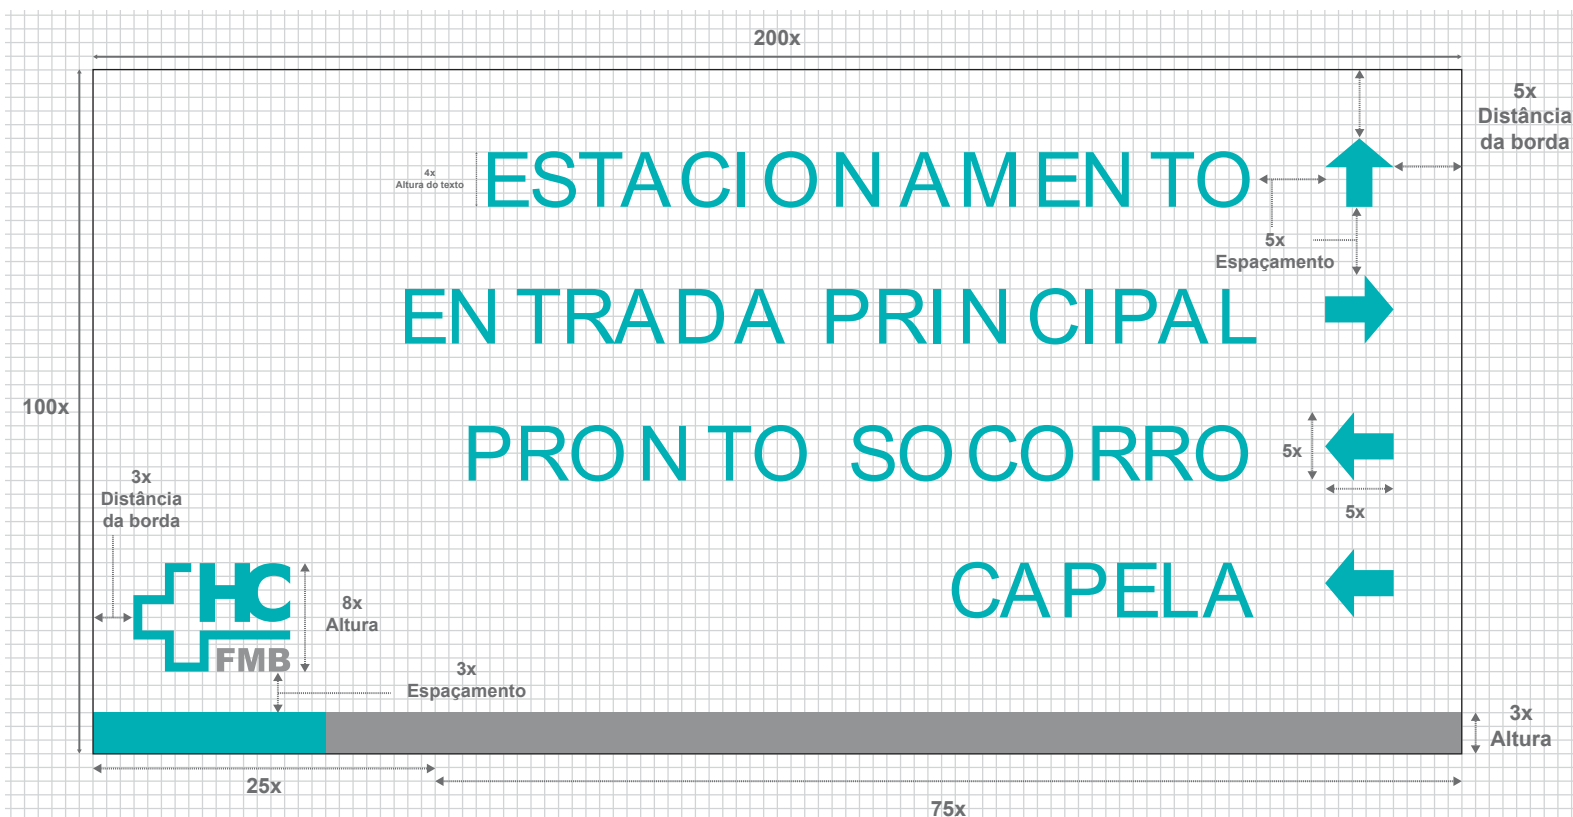 200x
5x
Distância
da borda
4x
Altura do texto
ESTACIONAMENTO
5x
Espaçamento
ENTRADA PRINCIPAL
100x
PRONTO SOCORRO
5x
5x
3x
Distância
da borda
CAPELA
HC
FMB
8x
Altura
3x
Espaçamento
3x
Altura
25x
75x